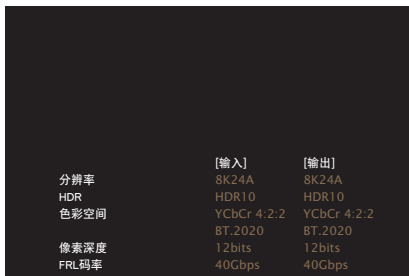 [输入] [输出]
分辨率 8K24A 8K24A
HDR HDR10 HDR10
色彩空间 YCbCr 4:2:2 YCbCr 4:2:2
BT.2020 BT.2020
像素深度 12bits 12bits
FRL码率 40Gbps 40Gbps